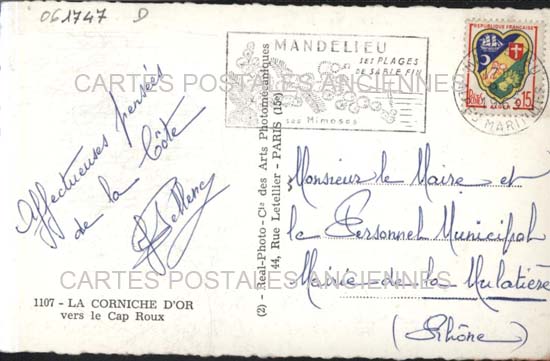 061747 D
MANDELIEU
SES PLAGES
DE SABLE FIN
ses Mimosas
REPUBLIQUE FRANÇAISE
0,15
CARTES POSTALES ANCIENNES
Affectueuses pensées
de la Côte
(2) - Real-Photo - Cie des Arts Photomécaniques
44, Rue Letellier - PARIS (15e)
Monsieur le Maire et
le Personnel Municipal
Mairie de la Mulatière
(Rhône)
CARTES POSTALES ANCIENNES
1107 - LA CORNICHE D'OR
vers le Cap Roux